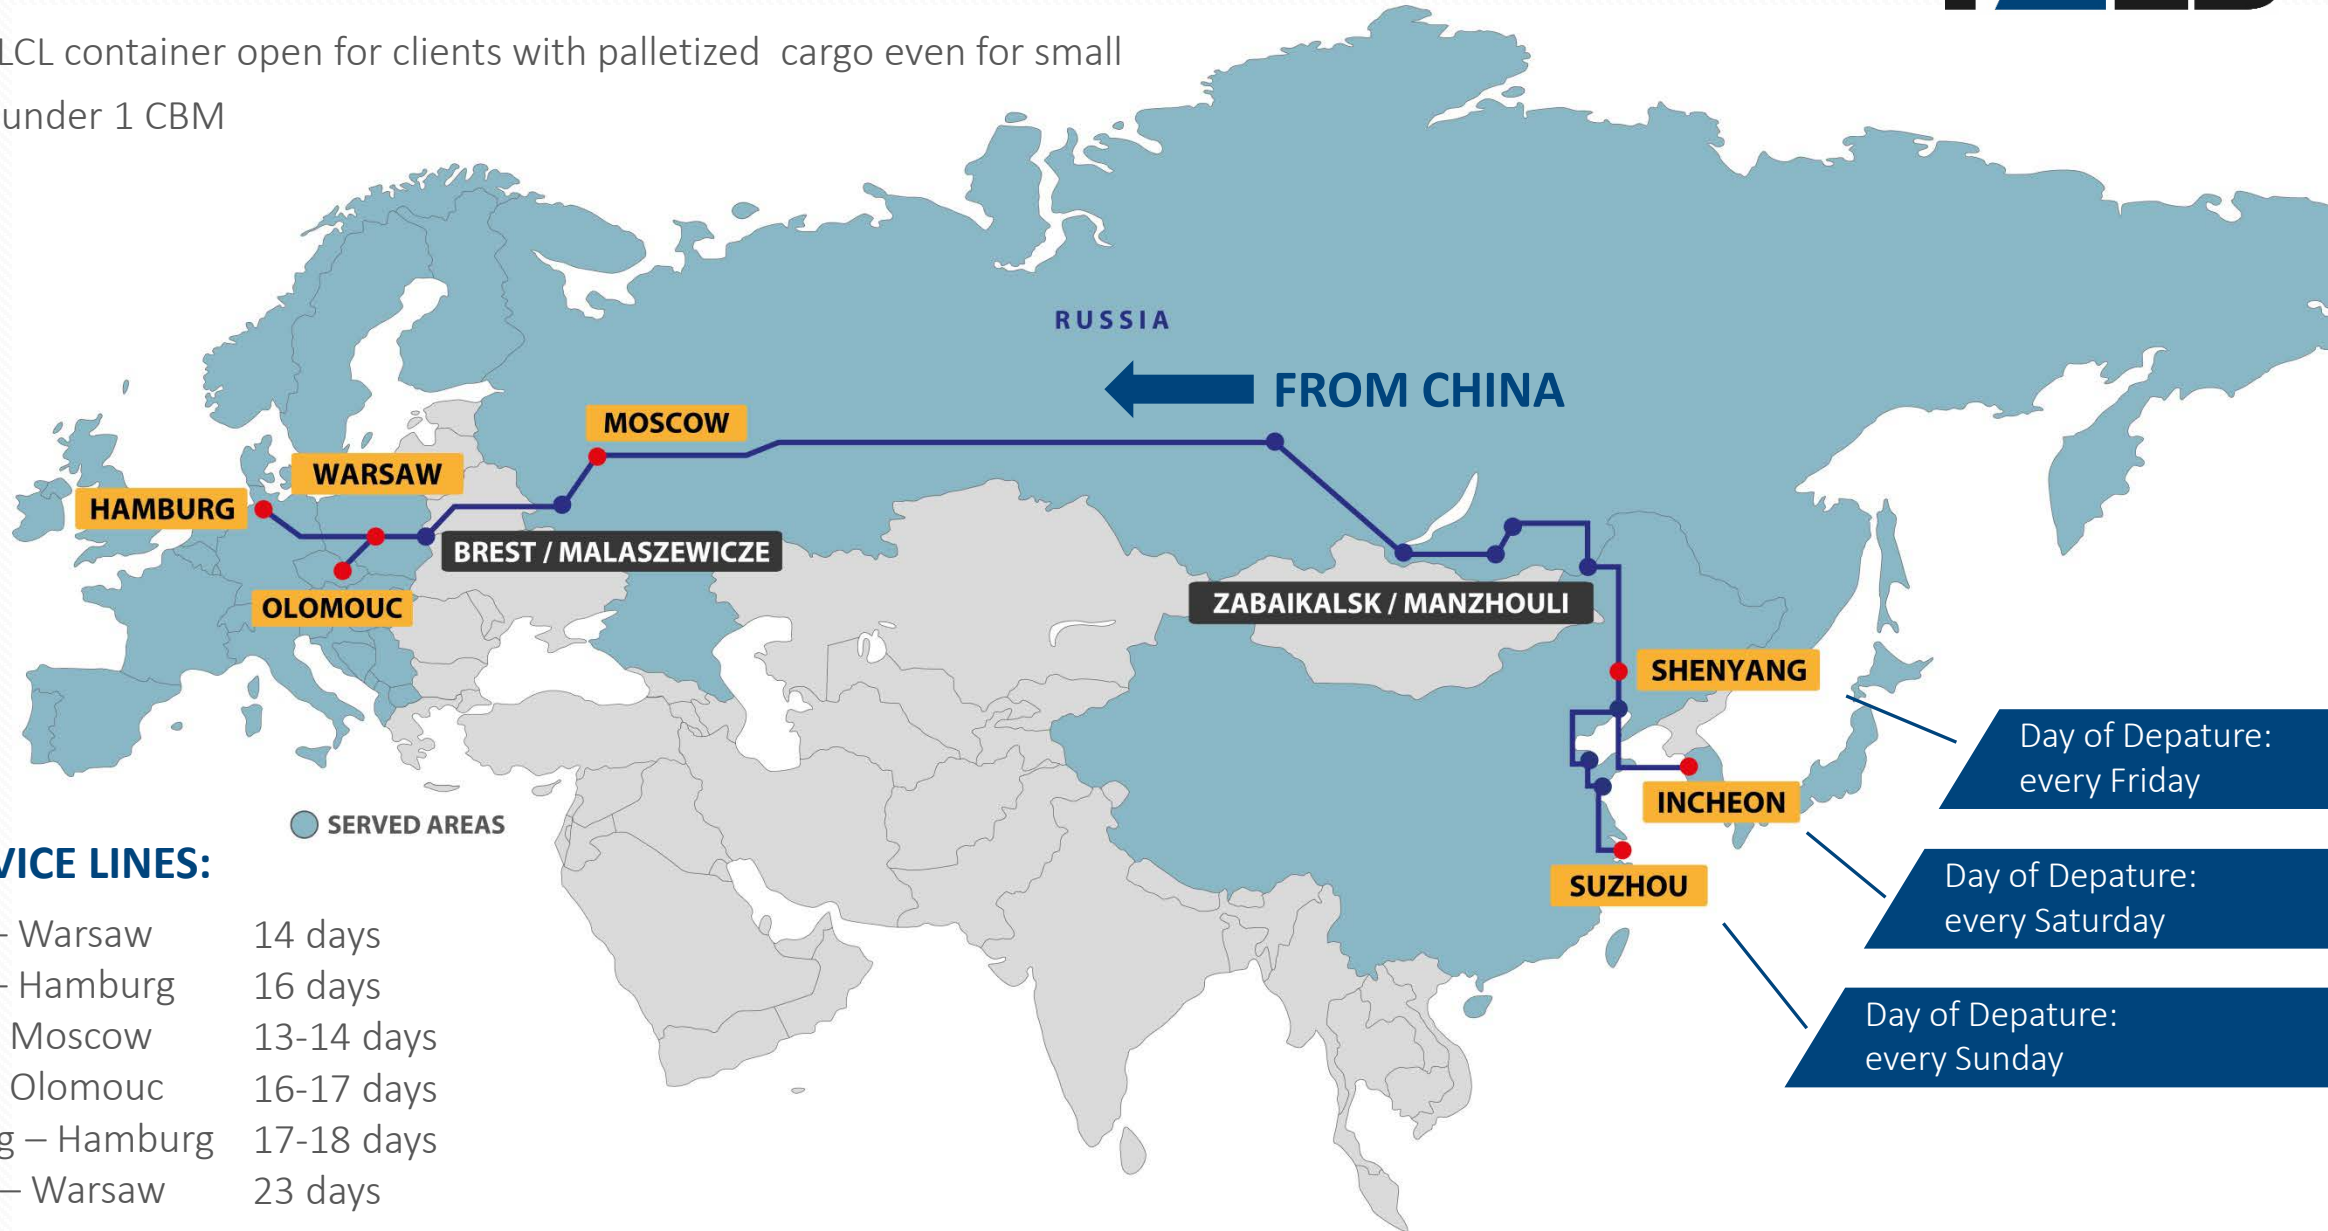 LCL container open for clients with palletized cargo even for small
under 1 CBM
RUSSIA
FROM CHINA
MOSCOW
WARSAW
HAMBURG
BREST / MALASZEWICZE
OLOMOUC
ZABAIKALSK / MANZHOULI
SHENYANG
INCHEON
SUZHOU
Day of Depature:
every Friday
Day of Depature:
every Saturday
Day of Depature:
every Sunday
SERVED AREAS
VICE LINES:
– Warsaw 14 days
– Hamburg 16 days
Moscow 13-14 days
Olomouc 16-17 days
g – Hamburg 17-18 days
– Warsaw 23 days